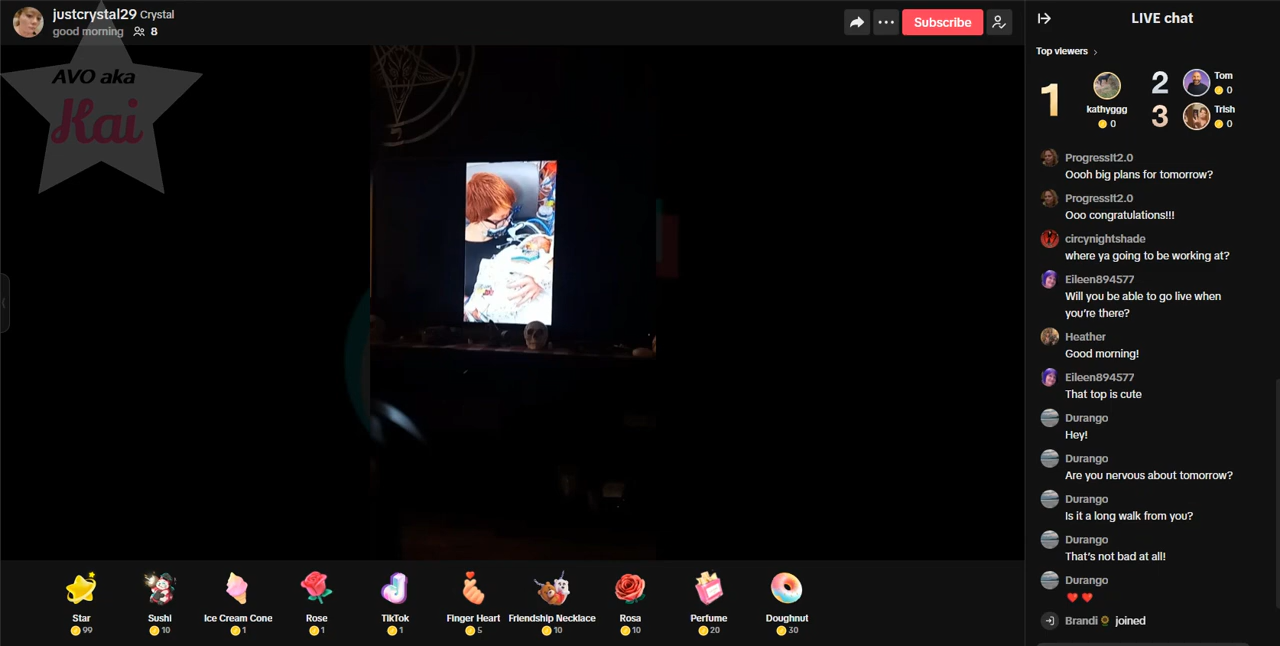 justcrystal29 Crystal
good morning 8
Subscribe
LIVE chat
AVO aka
Kai
Top viewers
1
kathyggg
0
2
Tom
0
3
Trish
0
ProgressIt2.0
Oooh big plans for tomorrow?
ProgressIt2.0
Ooo congratulations!!!
circynightshade
where ya going to be working at?
Eileen894577
Will you be able to go live when
you're there?
Heather
Good morning!
Eileen894577
That top is cute
Durango
Hey!
Durango
Are you nervous about tomorrow?
Durango
Is it a long walk from you?
Durango
That's not bad at all!
Durango
❤️ ❤️
Brandi🌻 joined
Star
99
Sushi
10
Ice Cream Cone
1
Rose
1
TikTok
1
Finger Heart
5
Friendship Necklace
10
Rosa
10
Perfume
20
Doughnut
30